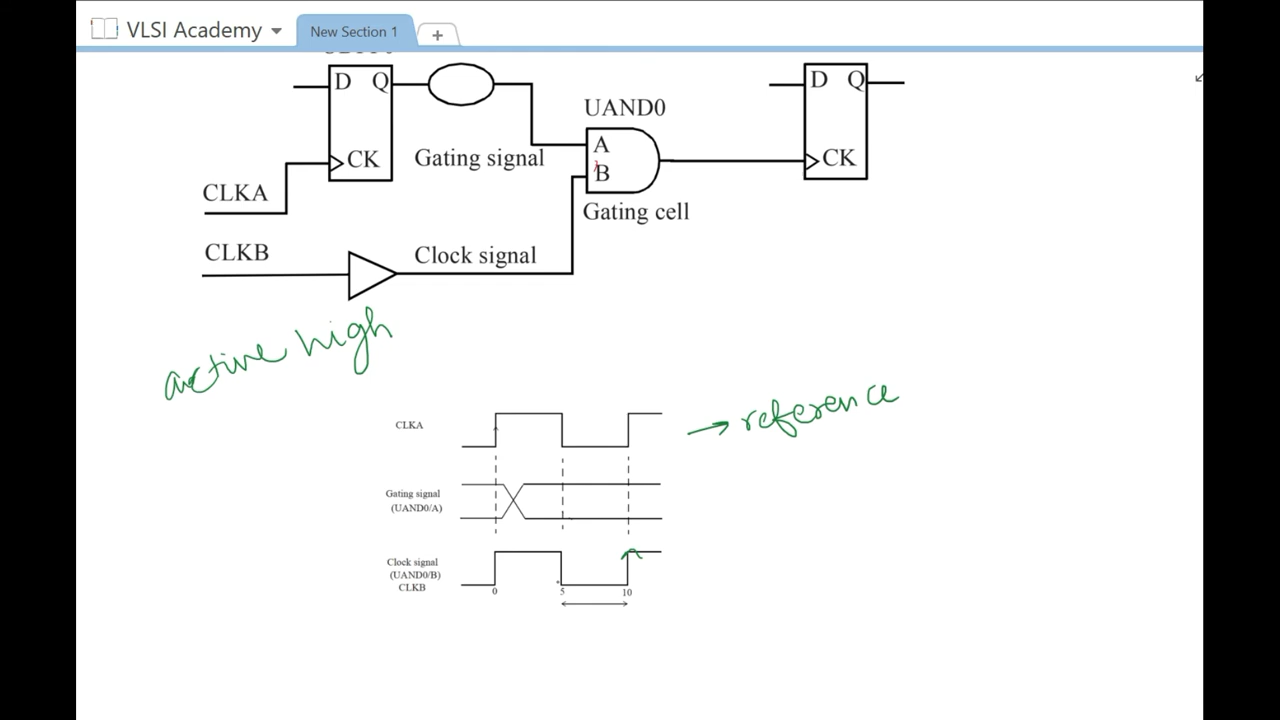 VLSI Academy
New Section 1
+
D Q
CK
CLKA
Gating signal
UAND0
A
B
Gating cell
D Q
CK
CLKB
Clock signal
active high
CLKA
→ reference
Gating signal
(UAND0/A)
Clock signal
(UAND0/B)
CLKB
0 5 10